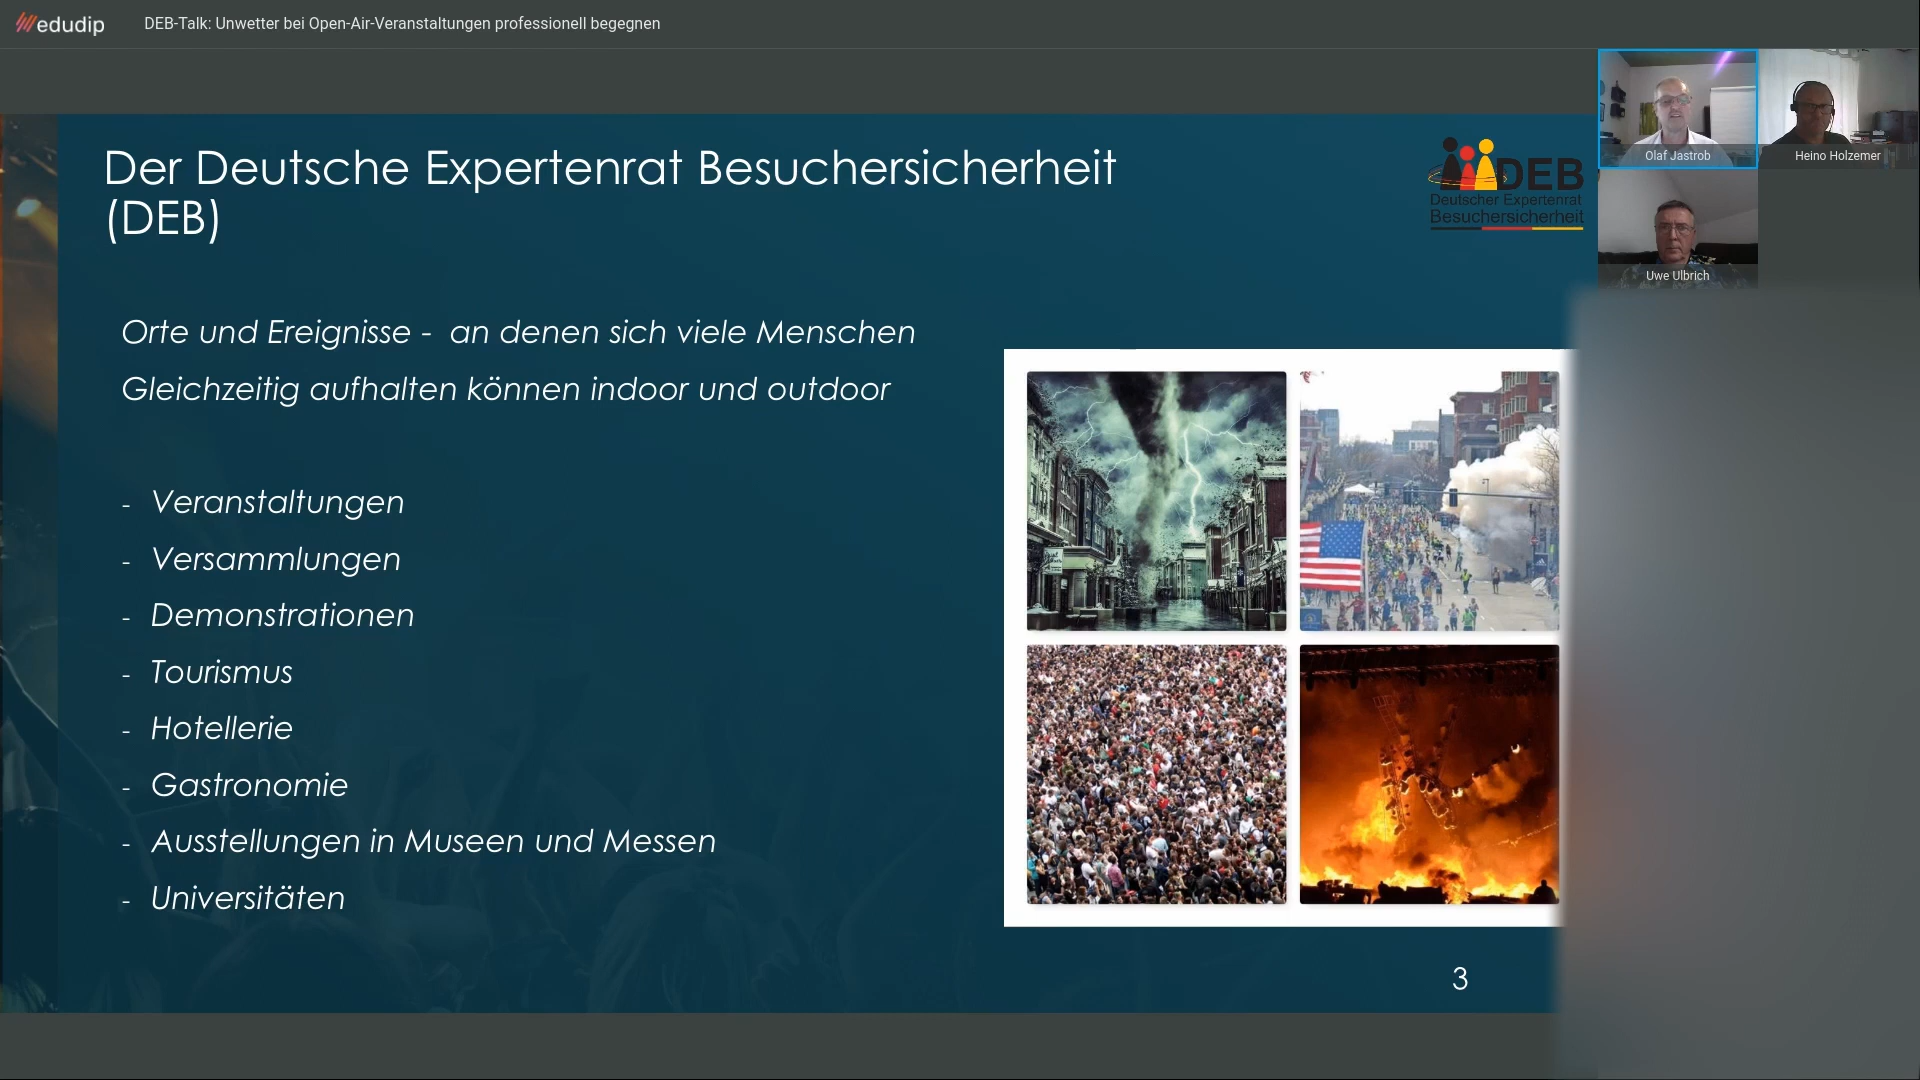 edudip
DEB-Talk: Unwetter bei Open-Air-Veranstaltungen professionell begegnen
Olaf Jastrob
Heino Holzemer
Uwe Ulbrich
Der Deutsche Expertenrat Besuchersicherheit
(DEB)
DEB
Deutscher Expertenrat
Besuchersicherheit
Orte und Ereignisse - an denen sich viele Menschen
Gleichzeitig aufhalten können indoor und outdoor
- Veranstaltungen
- Versammlungen
- Demonstrationen
- Tourismus
- Hotellerie
- Gastronomie
- Ausstellungen in Museen und Messen
- Universitäten
3